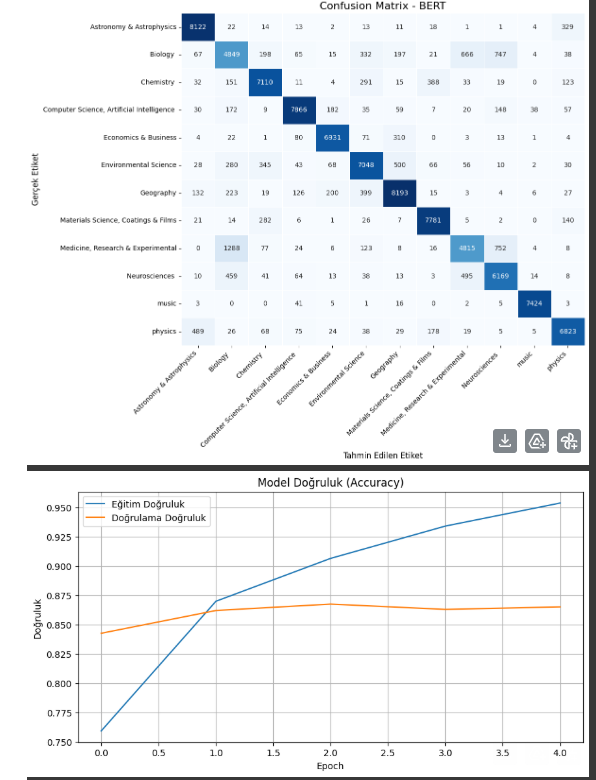 Confusion Matrix - BERT
Gerçek Etiket
Astronomy & Astrophysics 8122 22 14 13 2 13 11 18 1 1 4 329
Biology 67 4849 198 65 15 332 197 21 666 747 4 38
Chemistry 32 151 7110 11 4 291 15 388 33 19 0 123
Computer Science, Artificial Intelligence 30 172 9 7866 182 35 59 7 20 148 38 57
Economics & Business 4 22 1 80 6931 71 310 0 3 13 1 4
Environmental Science 28 280 345 43 68 7048 500 66 56 10 2 30
Geography 132 223 19 126 200 399 8193 15 3 4 6 27
Materials Science, Coatings & Films 21 14 282 6 1 26 7 7781 5 2 0 140
Medicine, Research & Experimental 0 1288 77 24 6 123 8 16 4815 752 4 8
Neurosciences 10 459 41 64 13 38 13 3 495 6169 14 8
music 3 0 0 41 5 1 16 0 2 5 7424 3
physics 489 26 68 75 24 38 29 178 19 5 5 6823
Astronomy & Astrophysics
Biology
Chemistry
Computer Science, Artificial Intelligence
Economics & Business
Environmental Science
Geography
Materials Science, Coatings & Films
Medicine, Research & Experimental
Neurosciences
music
physics
Tahmin Edilen Etiket
Model Doğruluk (Accuracy)
Eğitim Doğruluk
Doğrulama Doğruluk
Doğruluk
0.950
0.925
0.900
0.875
0.850
0.825
0.800
0.775
0.750
0.0 0.5 1.0 1.5 2.0 2.5 3.0 3.5 4.0
Epoch